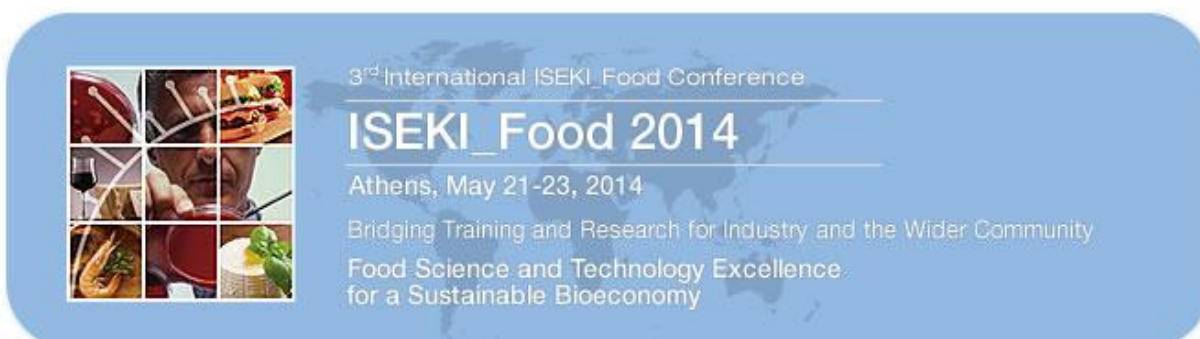 3rd International ISEKI_Food Conference
ISEKI_Food 2014
Athens, May 21-23, 2014
Bridging Training and Research for Industry and the Wider Community
Food Science and Technology Excellence
for a Sustainable Bioeconomy